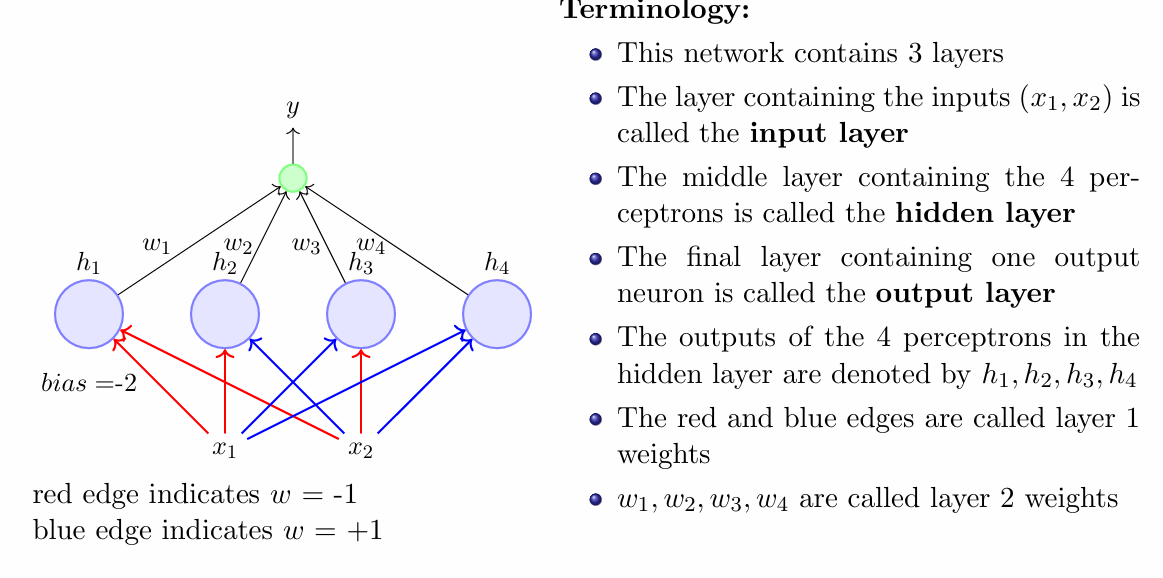 Terminology:
This network contains 3 layers
The layer containing the inputs (x₁, x₂) is
called the input layer
The middle layer containing the 4 per-
ceptrons is called the hidden layer
The final layer containing one output
neuron is called the output layer
The outputs of the 4 perceptrons in the
hidden layer are denoted by h₁, h₂, h₃, h₄
The red and blue edges are called layer 1
weights
w₁, w₂, w₃, w₄ are called layer 2 weights
y
w₁ w₂ w₃ w₄
h₁ h₂ h₃ h₄
bias =-2
x₁ x₂
red edge indicates w = -1
blue edge indicates w = +1